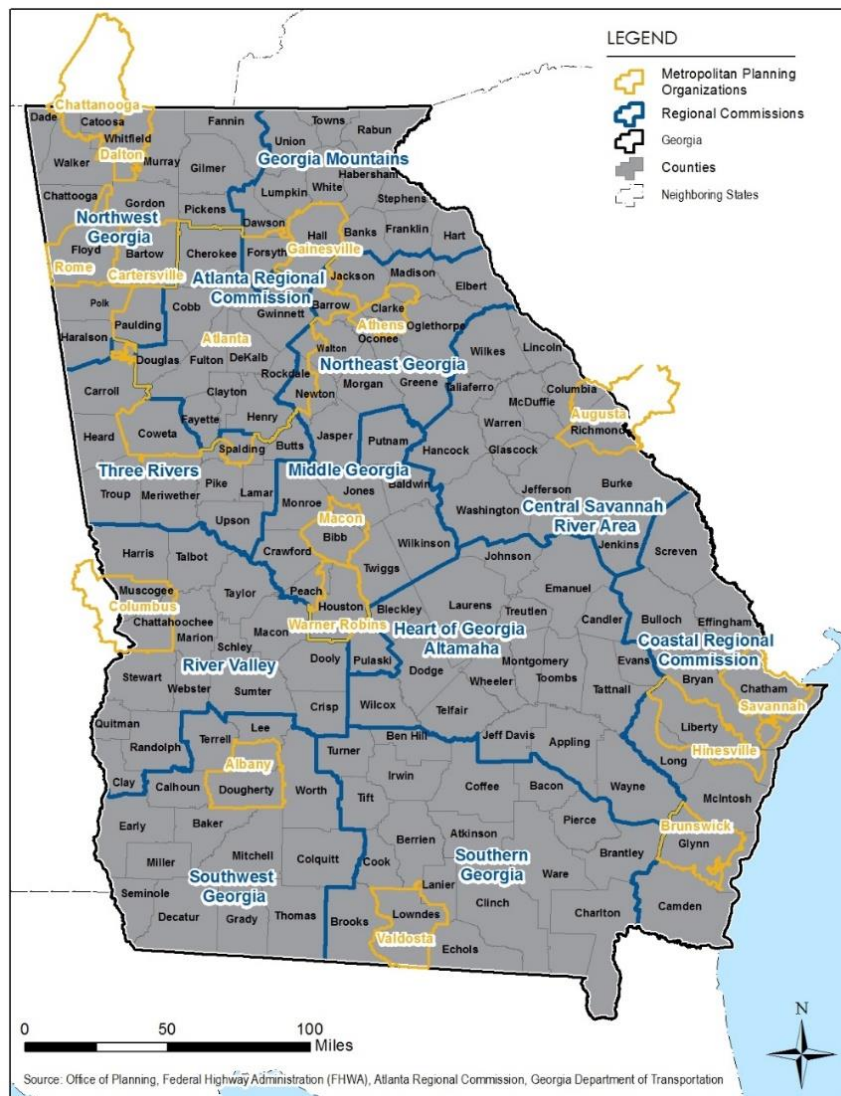 LEGEND
Metropolitan Planning
Organizations
Regional Commissions
Georgia
Counties
Neighboring States
Chattanooga
Dade
Catoosa
Whitfield
Fannin
Towns
Rabun
Union
Walker
Dalton
Murray
Gilmer
Georgia Mountains
Habersham
White
Lumpkin
Stephens
Chattooga
Gordon
Pickens
Northwest
Georgia
Dawson
Hall
Banks
Franklin
Hart
Floyd
Rome
Bartow
Cartersville
Cherokee
Forsyth
Gainesville
Atlanta Regional
Commission
Jackson
Madison
Elbert
Polk
Paulding
Cobb
Gwinnett
Barrow
Clarke
Athens
Oglethorpe
Oconee
Haralson
Atlanta
Douglas
Fulton
DeKalb
Walton
Northeast Georgia
Wilkes
Lincoln
Rockdale
Morgan
Greene
Taliaferro
Columbia
McDuffie
Carroll
Clayton
Newton
Augusta
Fayette
Henry
Warren
Richmond
Heard
Coweta
Spalding
Butts
Jasper
Putnam
Hancock
Glascock
Three Rivers
Middle Georgia
Troup
Meriwether
Pike
Lamar
Jones
Baldwin
Burke
Jefferson
Monroe
Upson
Washington
Central Savannah
River Area
Macon
Bibb
Wilkinson
Jenkins
Screven
Harris
Talbot
Crawford
Twiggs
Johnson
Muscogee
Taylor
Peach
Emanuel
Columbus
Houston
Bleckley
Laurens
Treutlen
Candler
Bulloch
Effingham
Chattahoochee
Marion
Macon
Warner Robins
Heart of Georgia
Altamaha
Coastal Regional
Commission
Schley
River Valley
Dooly
Pulaski
Montgomery
Evans
Bryan
Stewart
Webster
Sumter
Dodge
Wheeler
Toombs
Tattnall
Chatham
Savannah
Crisp
Wilcox
Telfair
Quitman
Randolph
Terrell
Lee
Ben Hill
Jeff Davis
Appling
Liberty
Hinesville
Long
Turner
Albany
Clay
Calhoun
Dougherty
Worth
Irwin
Tift
Coffee
Bacon
Wayne
McIntosh
Early
Baker
Berrien
Atkinson
Pierce
Brunswick
Glynn
Miller
Mitchell
Colquitt
Cook
Southern
Georgia
Brantley
Southwest
Georgia
Ware
Seminole
Lanier
Clinch
Decatur
Grady
Thomas
Brooks
Lowndes
Charlton
Camden
Valdosta
Echols
0 50 100
Miles
N
Source: Office of Planning, Federal Highway Administration (FHWA), Atlanta Regional Commission, Georgia Department of Transportation